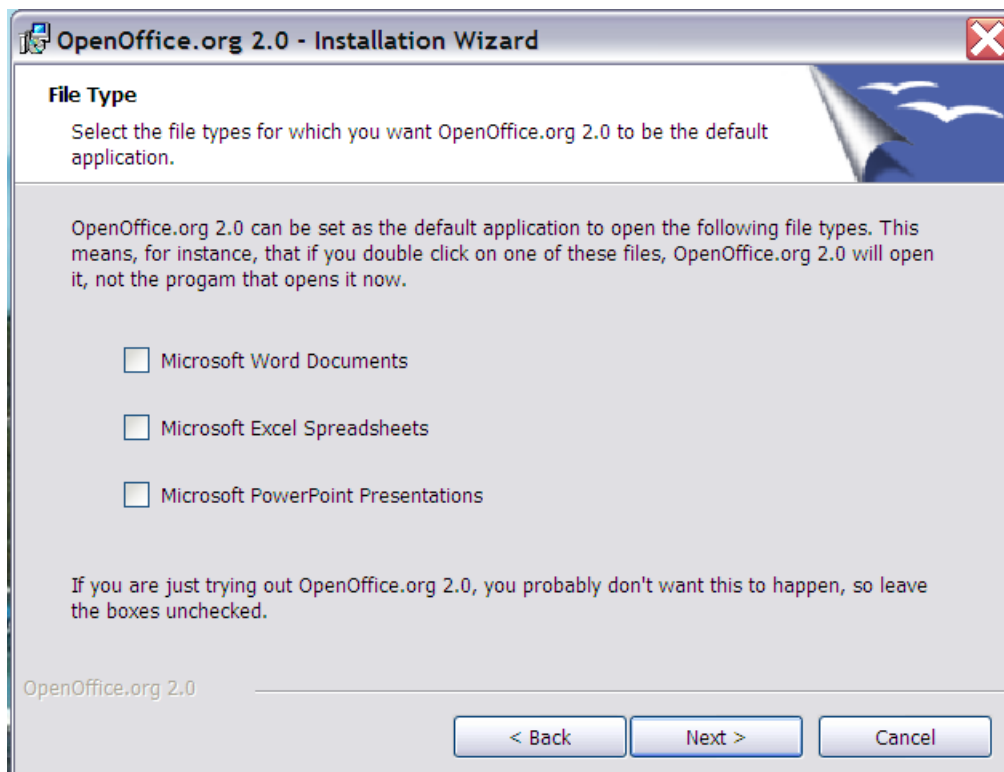 OpenOffice.org 2.0 - Installation Wizard
File Type
Select the file types for which you want OpenOffice.org 2.0 to be the default
application.
OpenOffice.org 2.0 can be set as the default application to open the following file types. This
means, for instance, that if you double click on one of these files, OpenOffice.org 2.0 will open
it, not the progam that opens it now.
Microsoft Word Documents
Microsoft Excel Spreadsheets
Microsoft PowerPoint Presentations
If you are just trying out OpenOffice.org 2.0, you probably don't want this to happen, so leave
the boxes unchecked.
OpenOffice.org 2.0
< Back
Next >
Cancel